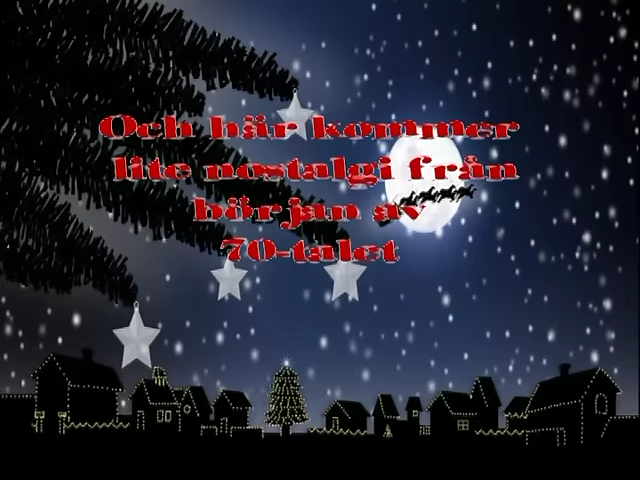 Och här kommer
lite nostalgi från
början av
70-talet